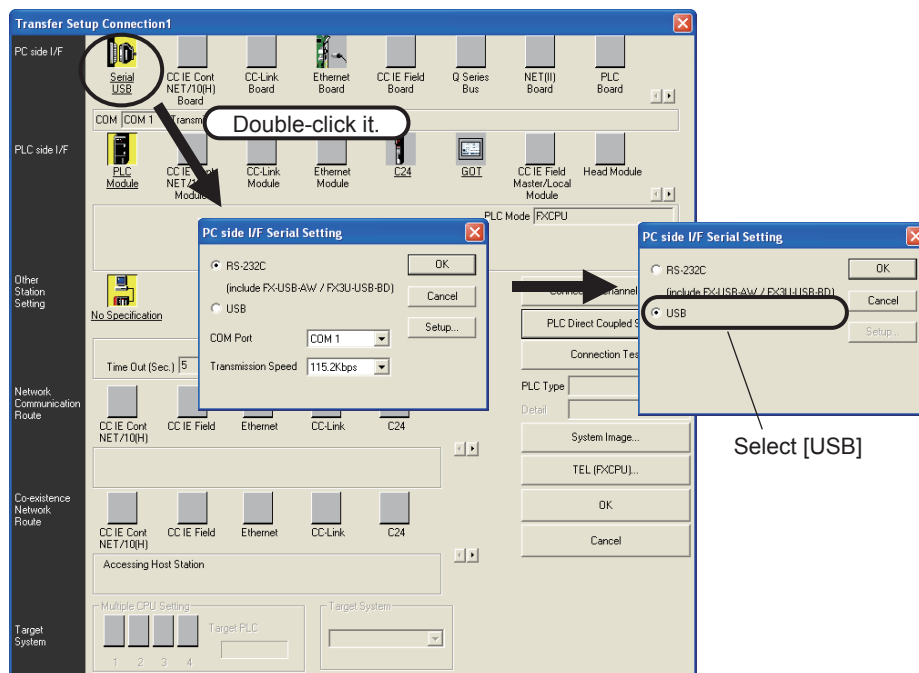 Transfer Setup Connection1
PC side I/F
Serial
USB
CC IE Cont
NET/10(H)
Board
CC-Link
Board
Ethernet
Board
CC IE Field
Board
Q Series
Bus
NET(II)
Board
PLC
Board
COM COM 1
Double-click it.
PLC side I/F
PLC
Module
CC IE Cont
Module
CC-Link
Module
Ethernet
Module
C24
GOT
CC IE Field
Master/Local
Module
Head Module
PLC Mode FXCPU
PC side I/F Serial Setting
RS-232C
(include FX-USB-AW / FX3U-USB-BD)
USB
COM Port COM 1
Transmission Speed 115.2Kbps
OK
Cancel
Setup...
PC side I/F Serial Setting
RS-232C
(include FX-USB-AW / FX3U-USB-BD)
USB
OK
Cancel
Setup...
Select [USB]
Other
Station
Setting
No Specification
Time Out (Sec.) 5
PLC Direct Coupled S
Connection Tes
PLC Type
Detail
System Image...
TEL (FXCPU)...
OK
Cancel
Network
Communication
Route
CC IE Cont
NET/10(H)
CC IE Field
Ethernet
CC-Link
C24
Co-existence
Network
Route
CC IE Cont
NET/10(H)
CC IE Field
Ethernet
CC-Link
C24
Accessing Host Station
Target
System
Multiple CPU Setting
1 2 3 4
Target PLC
Target System